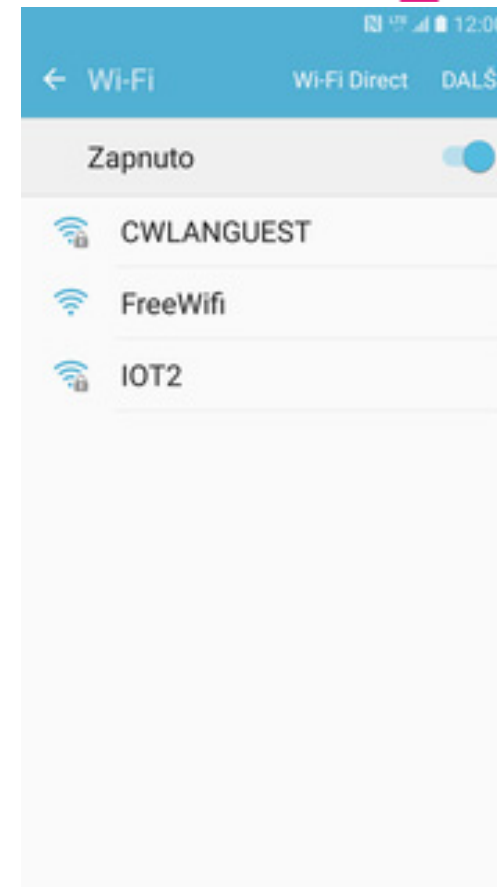 12:00
Wi-Fi Wi-Fi Direct DALŠ
Zapnuto
CWLANGUEST
FreeWifi
IOT2